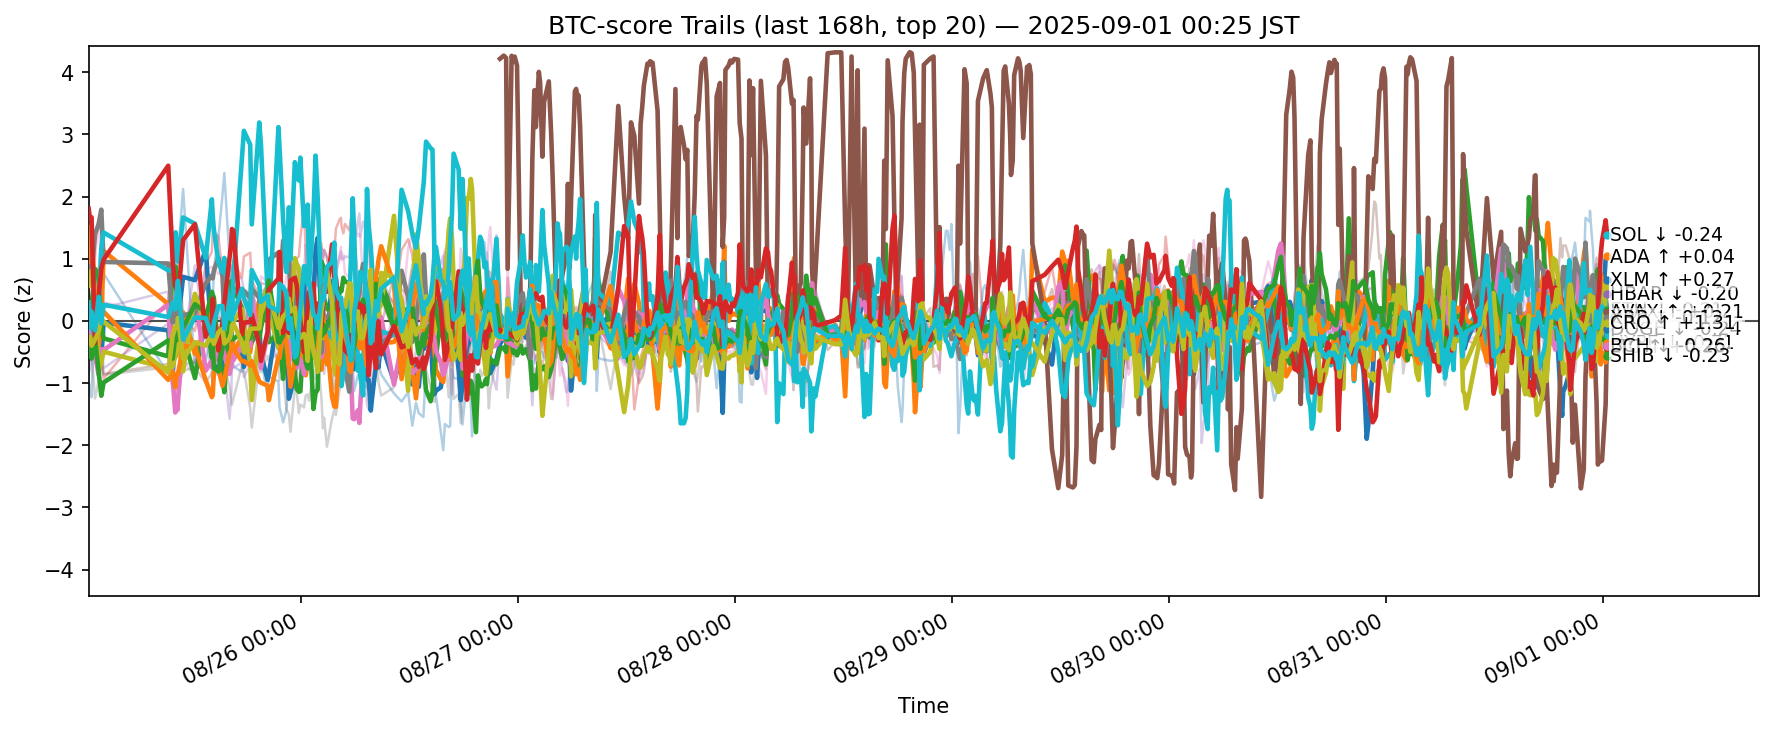 BTC-score Trails (last 168h, top 20) — 2025-09-01 00:25 JST
Score (z)
4
3
2
1
0
−1
−2
−3
−4
SOL ↓ -0.24
ADA ↑ +0.04
XLM ↑ +0.27
HBAR ↓ -0.20
CRO ↑ +1.31
BCH
SHIB ↓ -0.23
08/26 00:00
08/27 00:00
08/28 00:00
08/29 00:00
08/30 00:00
08/31 00:00
09/01 00:00
Time